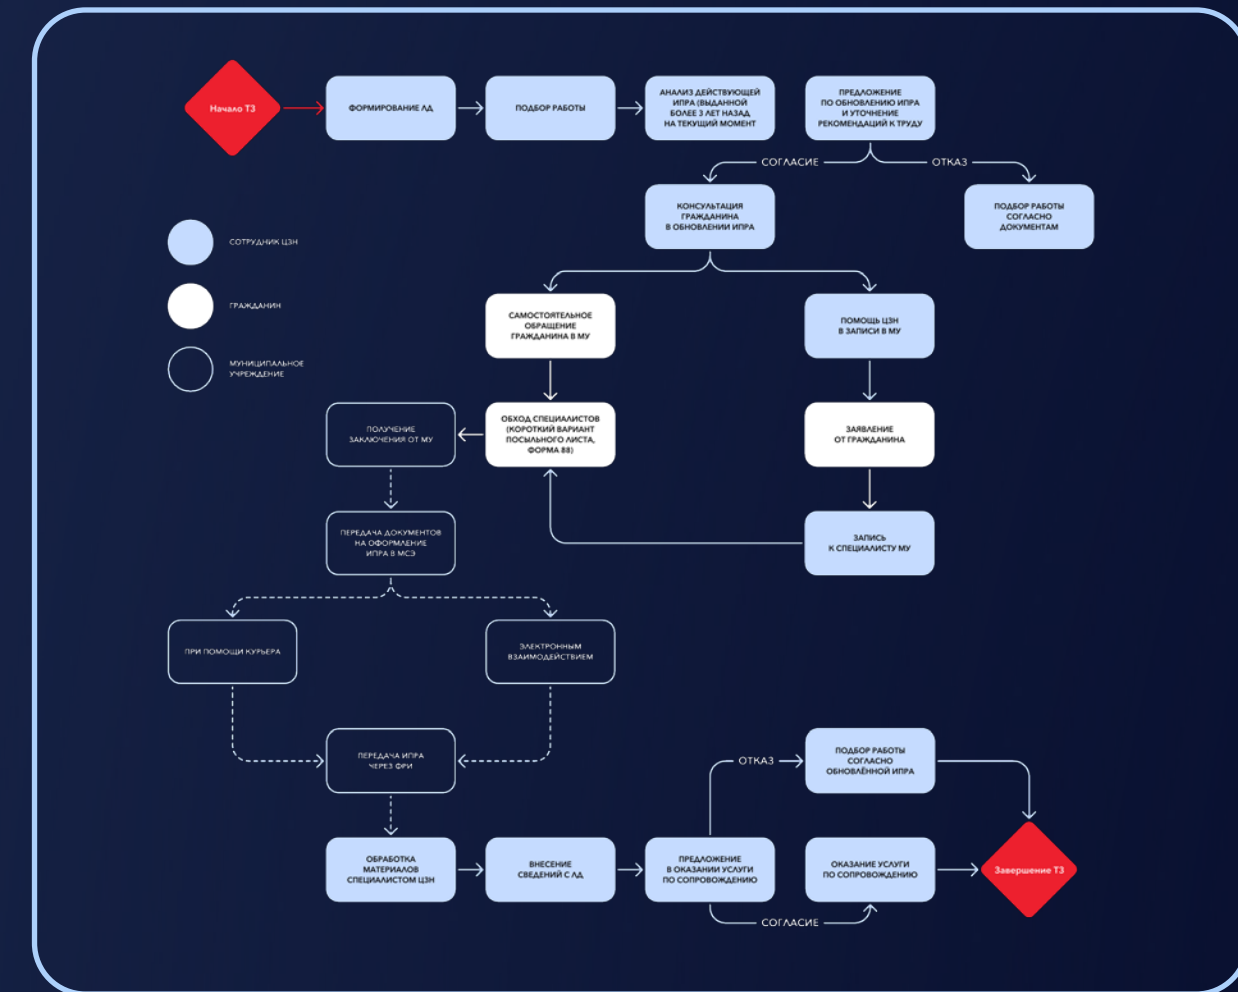 Начало ТЗ
ФОРМИРОВАНИЕ ЛД
ПОДБОР РАБОТЫ
АНАЛИЗ ДЕЙСТВУЮЩЕЙ
ИПРА (ВЫДАННОЙ
БОЛЕЕ 3 ЛЕТ НАЗАД
НА ТЕКУЩИЙ МОМЕНТ
ПРЕДЛОЖЕНИЕ
ПО ОБНОВЛЕНИЮ ИПРА
И УТОЧНЕНИЕ
РЕКОМЕНДАЦИЙ К ТРУДУ
СОГЛАСИЕ
ОТКАЗ
КОНСУЛЬТАЦИЯ
ГРАЖДАНИНА
В ОБНОВЛЕНИИ ИПРА
ПОДБОР РАБОТЫ
СОГЛАСНО
ДОКУМЕНТАМ
СОТРУДНИК ЦЗН
ГРАЖДАНИН
МУНИЦИПАЛЬНОЕ
УЧРЕЖДЕНИЕ
САМОСТОЯТЕЛЬНОЕ
ОБРАЩЕНИЕ
ГРАЖДАНИНА В МУ
ПОМОЩЬ ЦЗН
В ЗАПИСИ В МУ
ПОЛУЧЕНИЕ
ЗАКЛЮЧЕНИЯ ОТ МУ
ОБХОД СПЕЦИАЛИСТОВ
(КОРОТКИЙ ВАРИАНТ
ПОСЫЛЬНОГО ЛИСТА,
ФОРМА 88)
ЗАЯВЛЕНИЕ
ОТ ГРАЖДАНИНА
ПЕРЕДАЧА ДОКУМЕНТОВ
НА ОФОРМЛЕНИЕ
ИПРА В МСЭ
ЗАПИСЬ
К СПЕЦИАЛИСТУ МУ
ПРИ ПОМОЩИ КУРЬЕРА
ЭЛЕКТРОННЫМ
ВЗАИМОДЕЙСТВИЕМ
ПЕРЕДАЧА ИПРА
ЧЕРЕЗ ФРИ
ОТКАЗ
ПОДБОР РАБОТЫ
СОГЛАСНО
ОБНОВЛЁННОЙ ИПРА
ОБРАБОТКА
МАТЕРИАЛОВ
СПЕЦИАЛИСТОМ ЦЗН
ВНЕСЕНИЕ
СВЕДЕНИЙ С ЛД
ПРЕДЛОЖЕНИЕ
В ОКАЗАНИИ УСЛУГИ
ПО СОПРОВОЖДЕНИЮ
ОКАЗАНИЕ УСЛУГИ
ПО СОПРОВОЖДЕНИЮ
Завершение ТЗ
СОГЛАСИЕ